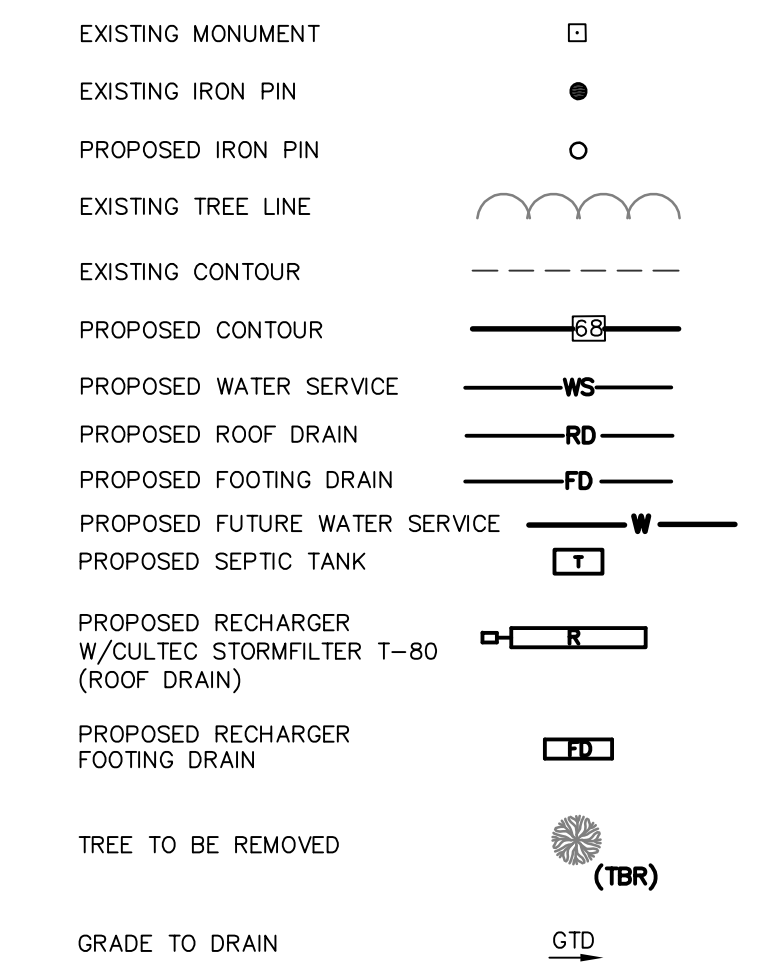 EXISTING MONUMENT
EXISTING IRON PIN
PROPOSED IRON PIN
EXISTING TREE LINE
EXISTING CONTOUR
PROPOSED CONTOUR 68
PROPOSED WATER SERVICE WS
PROPOSED ROOF DRAIN RD
PROPOSED FOOTING DRAIN FD
PROPOSED FUTURE WATER SERVICE W
PROPOSED SEPTIC TANK T
PROPOSED RECHARGER
W/CULTEC STORMFILTER T-80 R
(ROOF DRAIN)
PROPOSED RECHARGER
FOOTING DRAIN FD
TREE TO BE REMOVED
(TBR)
GRADE TO DRAIN GTD